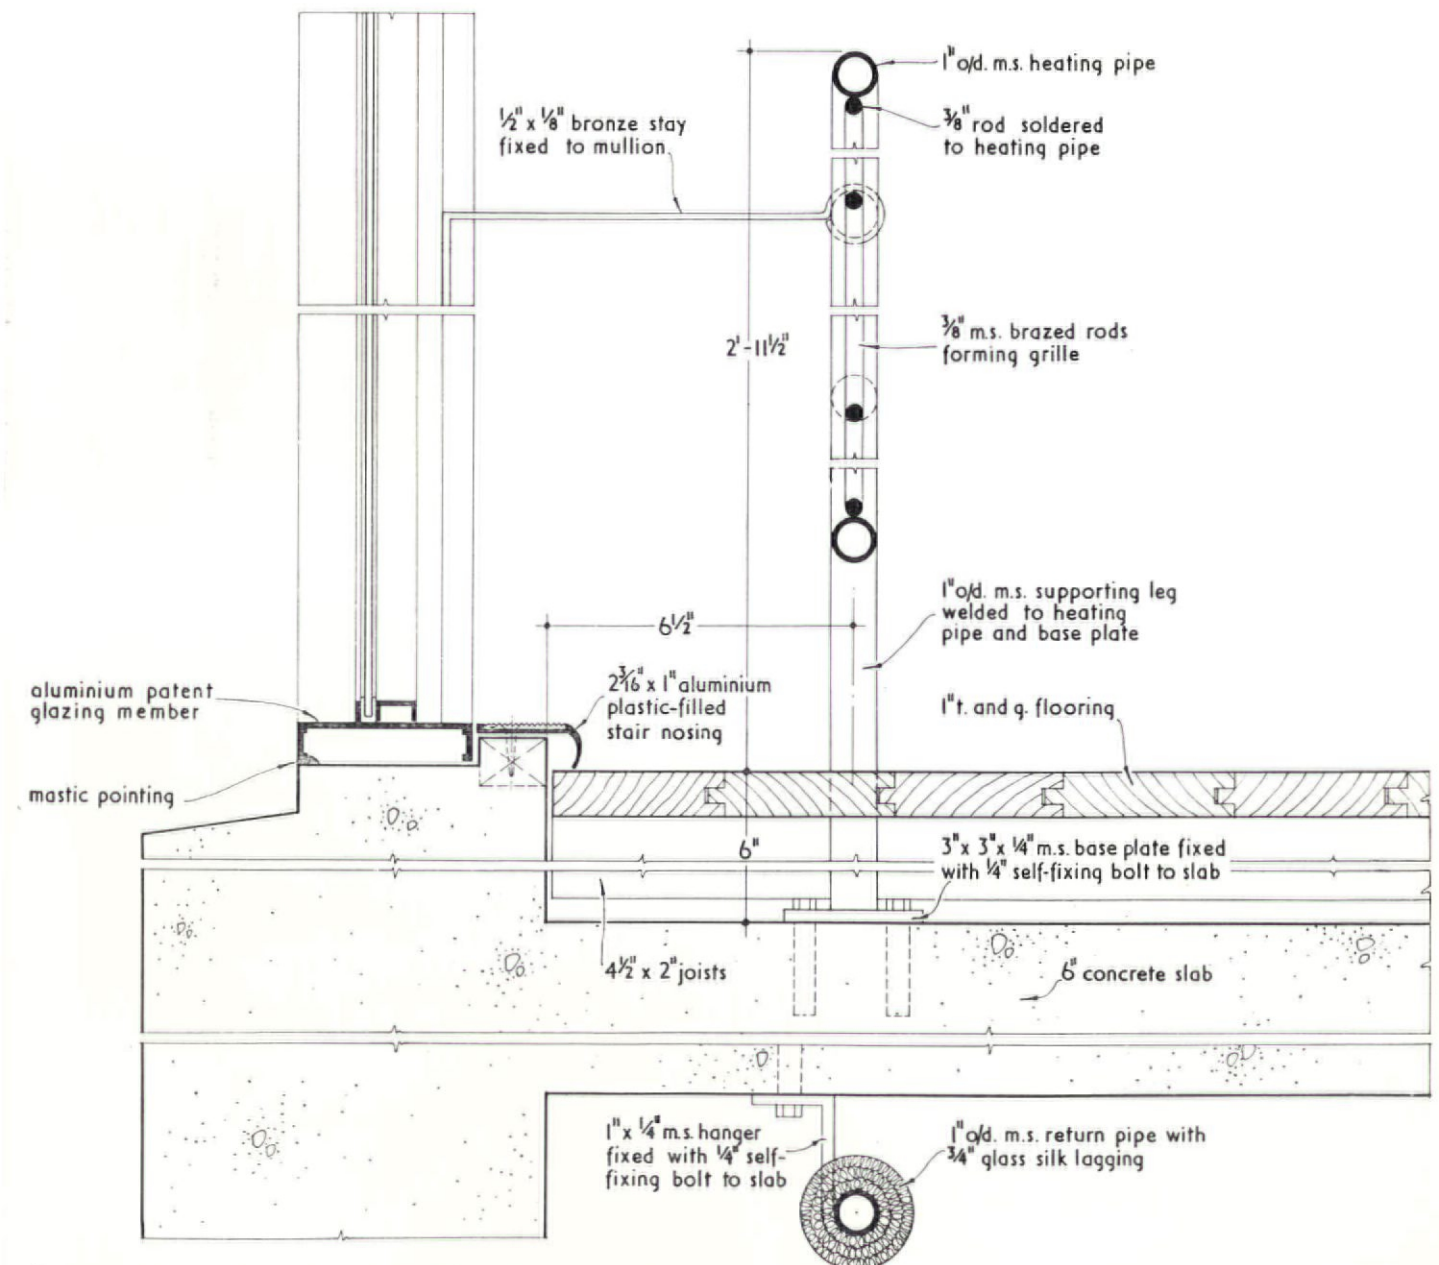 1" o/d. m.s. heating pipe
3/8" rod soldered
to heating pipe
1/2" x 1/8" bronze stay
fixed to mullion
2'-11 1/2"
3/8" m.s. brazed rods
forming grille
1" o/d. m.s. supporting leg
welded to heating
pipe and base plate
6 1/2"
2 3/16" x 1" aluminium
plastic-filled
stair nosing
aluminium patent
glazing member
1" t. and g. flooring
mastic pointing
6"
3" x 3" x 1/4" m.s. base plate fixed
with 1/4" self-fixing bolt to slab
4 1/2" x 2" joists
6" concrete slab
1" x 1/4" m.s. hanger
fixed with 1/4" self-
fixing bolt to slab
1" o/d. m.s. return pipe with
3/4" glass silk lagging